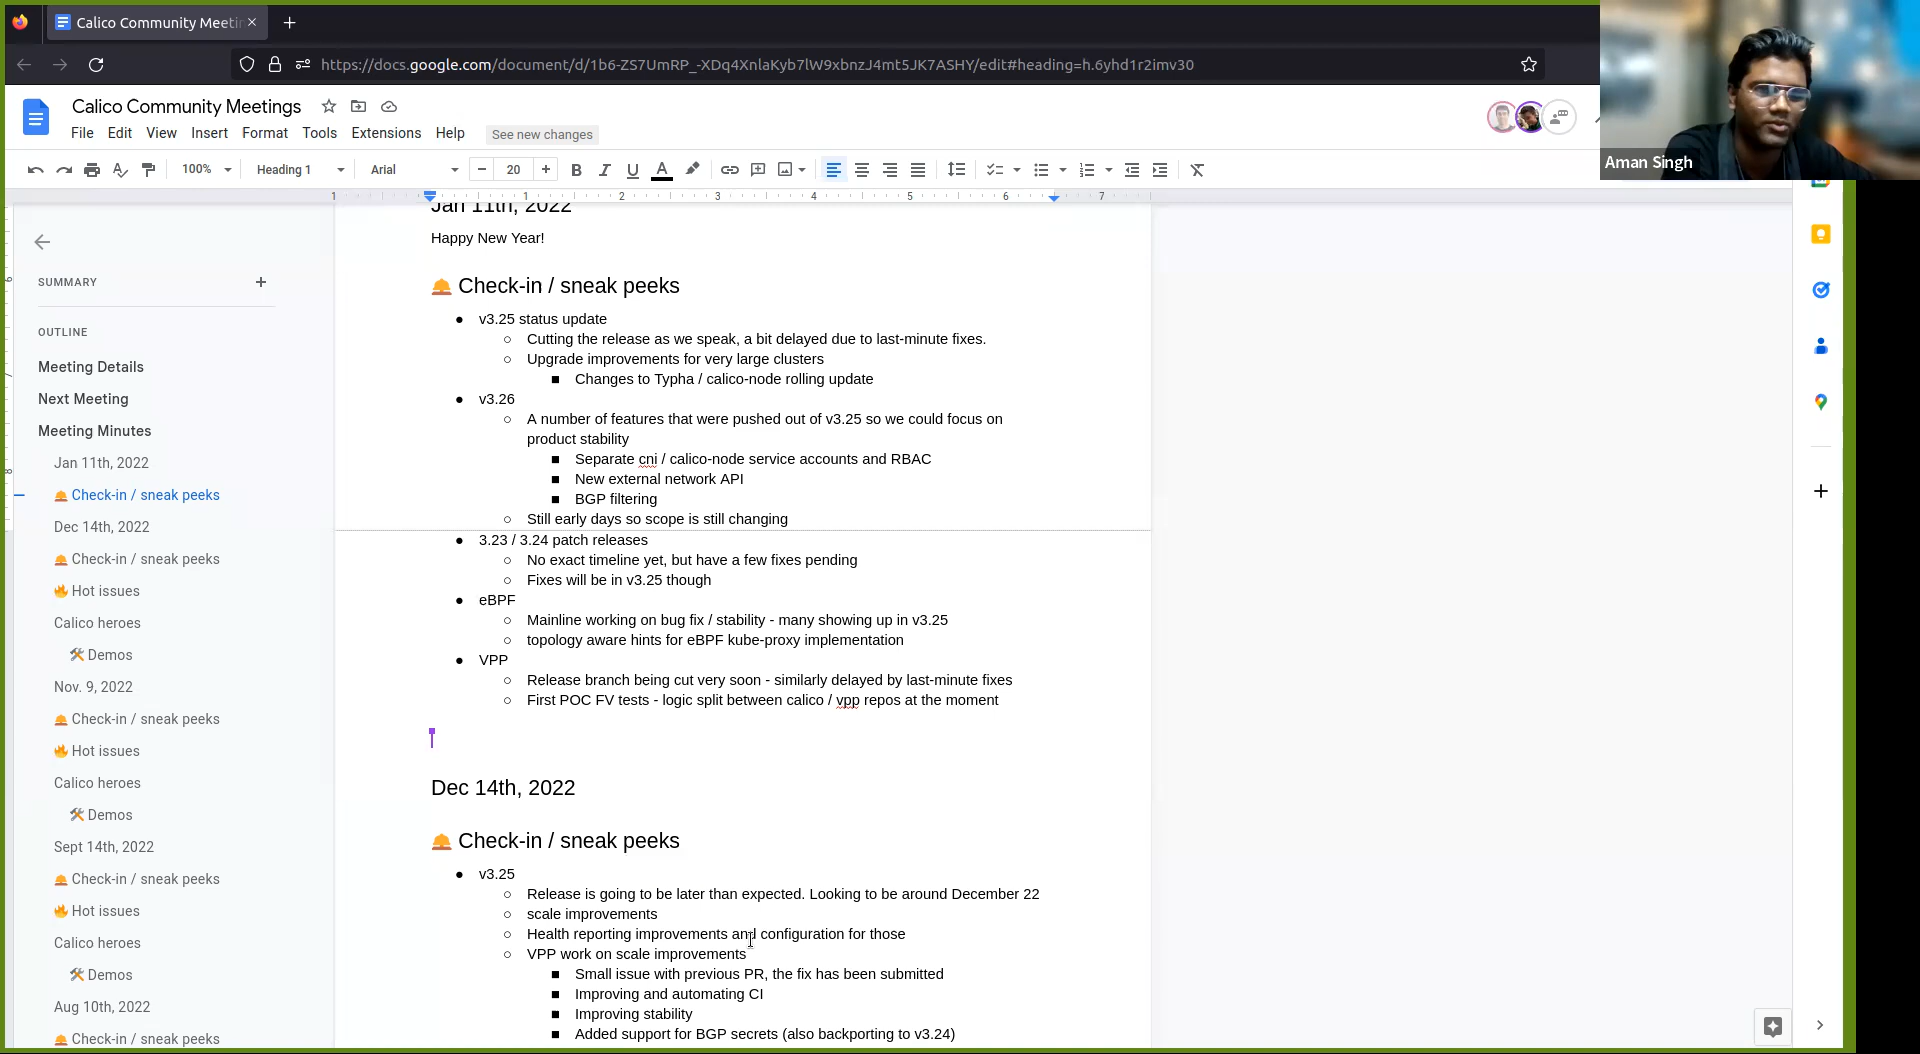 Calico Community Meetin
https://docs.google.com/document/d/1b6-ZS7UmRP_-XDq4XnlaKyb7lW9xbnzJ4mt5JK7ASHY/edit#heading=h.6yhd1r2imv30
Calico Community Meetings
File Edit View Insert Format Tools Extensions Help See new changes
100% Heading 1 Arial 20
Aman Singh
1 1 2 3 4 5 6 7
SUMMARY
OUTLINE
Meeting Details
Next Meeting
Meeting Minutes
Jan 11th, 2022
Check-in / sneak peeks
Dec 14th, 2022
Check-in / sneak peeks
Hot issues
Calico heroes
Demos
Nov. 9, 2022
Check-in / sneak peeks
Hot issues
Calico heroes
Demos
Sept 14th, 2022
Check-in / sneak peeks
Hot issues
Calico heroes
Demos
Aug 10th, 2022
Check-in / sneak peeks
Jan 11th, 2022
Happy New Year!
Check-in / sneak peeks
v3.25 status update
Cutting the release as we speak, a bit delayed due to last-minute fixes.
Upgrade improvements for very large clusters
Changes to Typha / calico-node rolling update
v3.26
A number of features that were pushed out of v3.25 so we could focus on
product stability
Separate cni / calico-node service accounts and RBAC
New external network API
BGP filtering
Still early days so scope is still changing
3.23 / 3.24 patch releases
No exact timeline yet, but have a few fixes pending
Fixes will be in v3.25 though
eBPF
Mainline working on bug fix / stability - many showing up in v3.25
topology aware hints for eBPF kube-proxy implementation
VPP
Release branch being cut very soon - similarly delayed by last-minute fixes
First POC FV tests - logic split between calico / vpp repos at the moment
Dec 14th, 2022
Check-in / sneak peeks
v3.25
Release is going to be later than expected. Looking to be around December 22
scale improvements
Health reporting improvements and configuration for those
VPP work on scale improvements
Small issue with previous PR, the fix has been submitted
Improving and automating CI
Improving stability
Added support for BGP secrets (also backporting to v3.24)